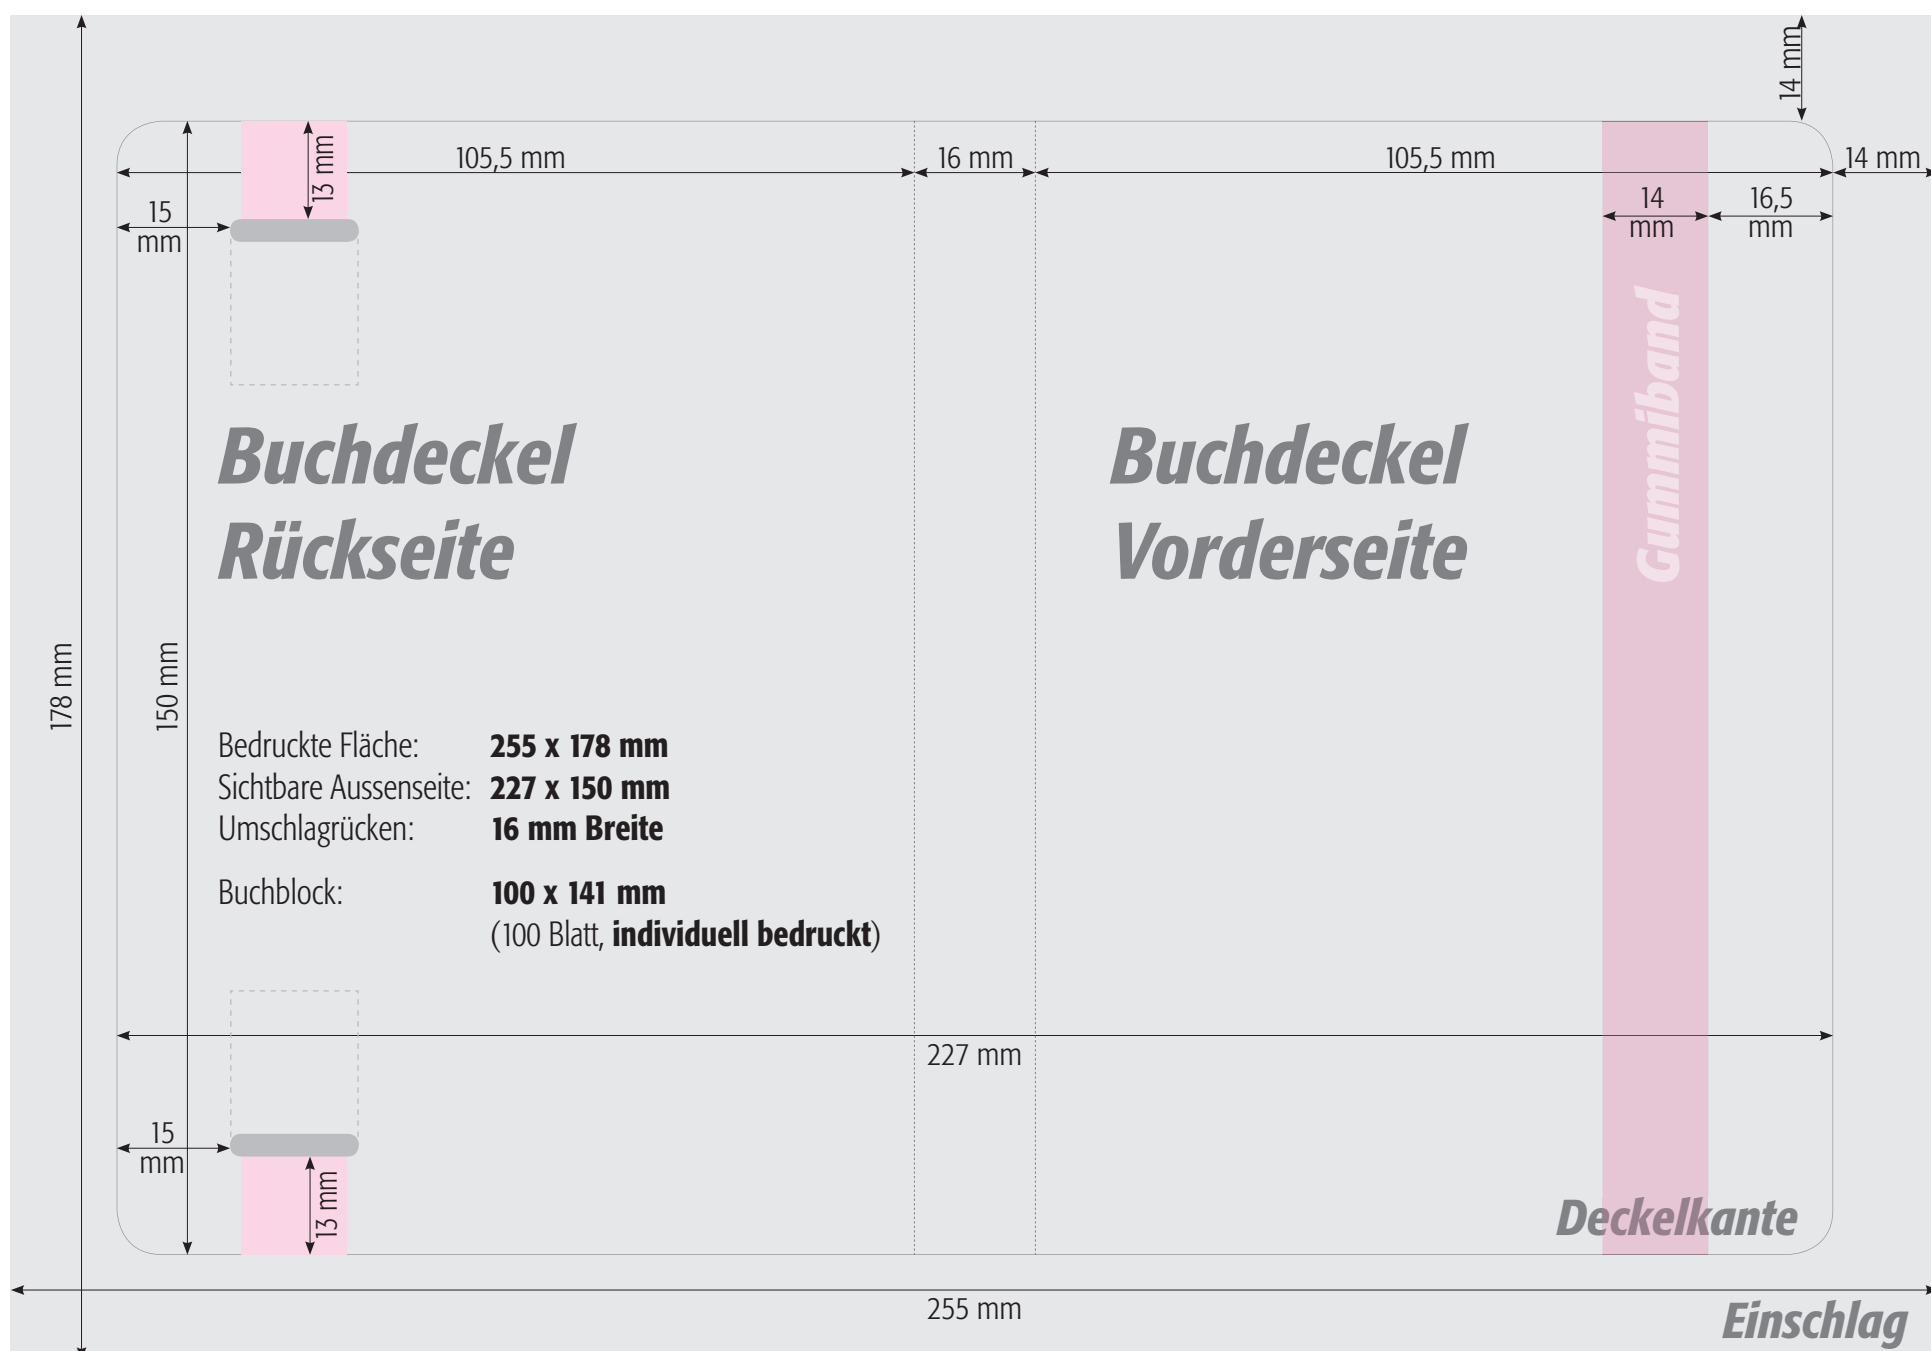 14 mm
105,5 mm
16 mm
105,5 mm
14 mm
13 mm
15
mm
14
mm
16,5
mm
Gummiband
Buchdeckel
Rückseite
Buchdeckel
Vorderseite
178 mm
150 mm
Bedruckte Fläche: 255 x 178 mm
Sichtbare Aussenseite: 227 x 150 mm
Umschlagrücken: 16 mm Breite
Buchblock: 100 x 141 mm
(100 Blatt, individuell bedruckt)
227 mm
15
mm
13 mm
Deckelkante
255 mm
Einschlag